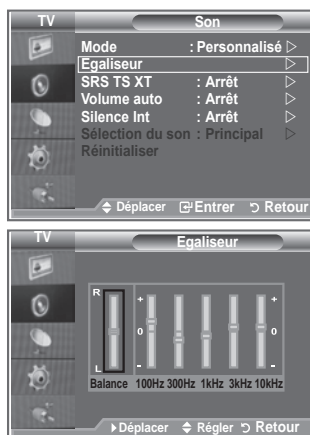 TV Son
Mode : Personnalisé
Egaliseur
SRS TS XT : Arrêt
Volume auto : Arrêt
Silence Int : Arrêt
Sélection du son : Principal
Réinitialiser
Déplacer Entrer Retour
TV Egaliseur
R
+ +
0 0
- -
L
Balance 100Hz 300Hz 1kHz 3kHz 10kHz
Déplacer Régler Retour